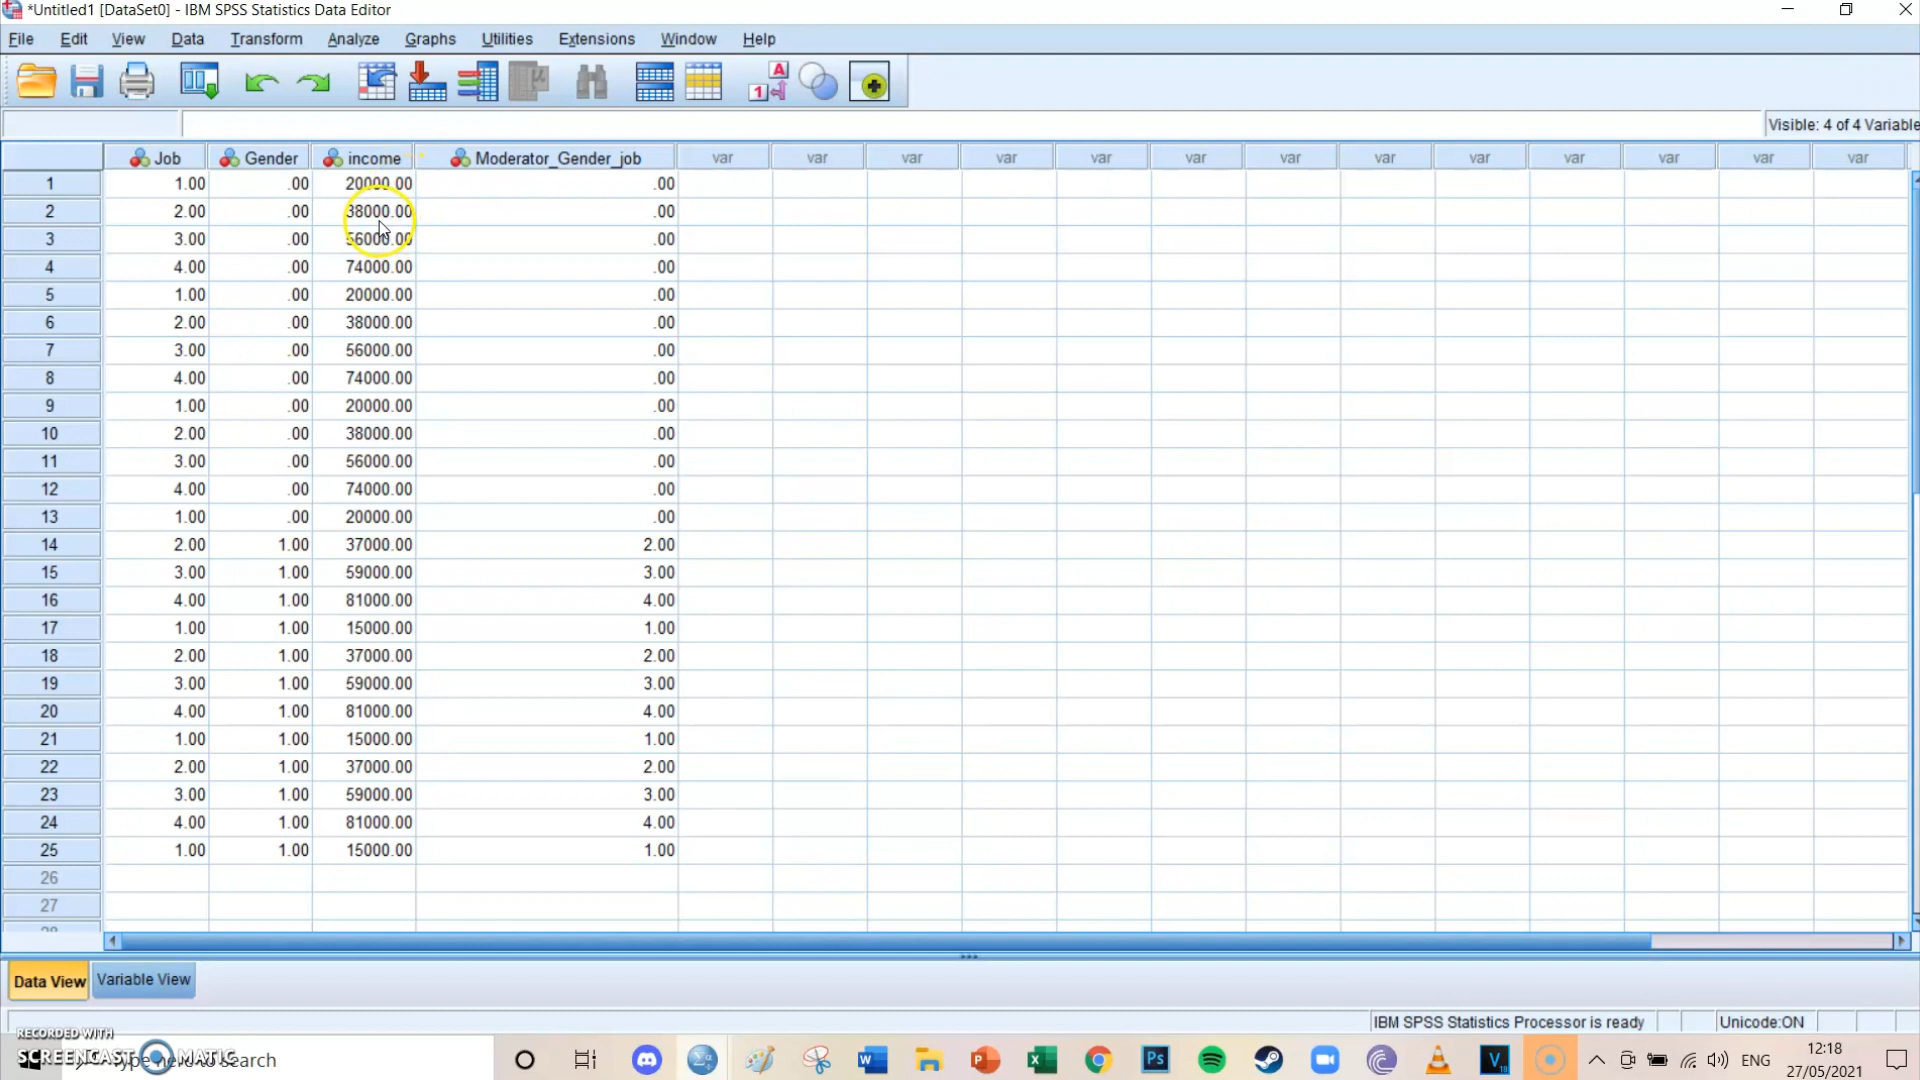 *Untitled1 [DataSet0] - IBM SPSS Statistics Data Editor
File Edit View Data Transform Analyze Graphs Utilities Extensions Window Help
Visible: 4 of 4 Variable
Job Gender income Moderator_Gender_job var var var var var var var var var var var var var
1 1.00 .00 20000.00 .00
2 2.00 .00 38000.00 .00
3 3.00 .00 56000.00 .00
4 4.00 .00 74000.00 .00
5 1.00 .00 20000.00 .00
6 2.00 .00 38000.00 .00
7 3.00 .00 56000.00 .00
8 4.00 .00 74000.00 .00
9 1.00 .00 20000.00 .00
10 2.00 .00 38000.00 .00
11 3.00 .00 56000.00 .00
12 4.00 .00 74000.00 .00
13 1.00 .00 20000.00 .00
14 2.00 1.00 37000.00 2.00
15 3.00 1.00 59000.00 3.00
16 4.00 1.00 81000.00 4.00
17 1.00 1.00 15000.00 1.00
18 2.00 1.00 37000.00 2.00
19 3.00 1.00 59000.00 3.00
20 4.00 1.00 81000.00 4.00
21 1.00 1.00 15000.00 1.00
22 2.00 1.00 37000.00 2.00
23 3.00 1.00 59000.00 3.00
24 4.00 1.00 81000.00 4.00
25 1.00 1.00 15000.00 1.00
26
27
Data View Variable View
IBM SPSS Statistics Processor is ready Unicode:ON
RECORDED WITH
SCREENCAST MATIC
Type here to search
ENG
12:18
27/05/2021